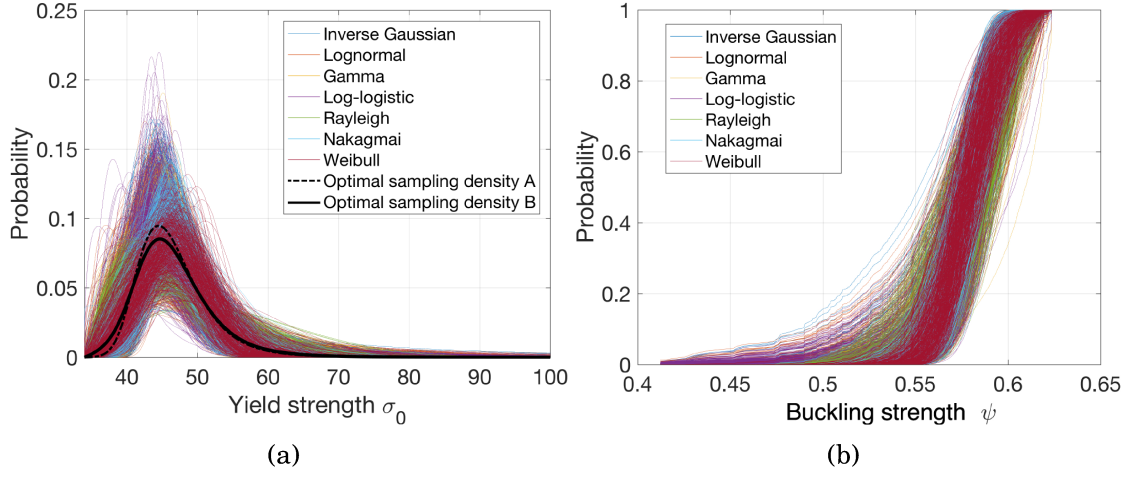 0.25
0.2
0.15
0.1
0.05
0
Probability
40 50 60 70 80 90 100
Yield strength σ0
Inverse Gaussian
Lognormal
Gamma
Log-logistic
Rayleigh
Nakagmai
Weibull
Optimal sampling density A
Optimal sampling density B
(a)
1
0.8
0.6
0.4
0.2
0
Probability
0.4 0.45 0.5 0.55 0.6 0.65
Buckling strength ψ
Inverse Gaussian
Lognormal
Gamma
Log-logistic
Rayleigh
Nakagmai
Weibull
(b)